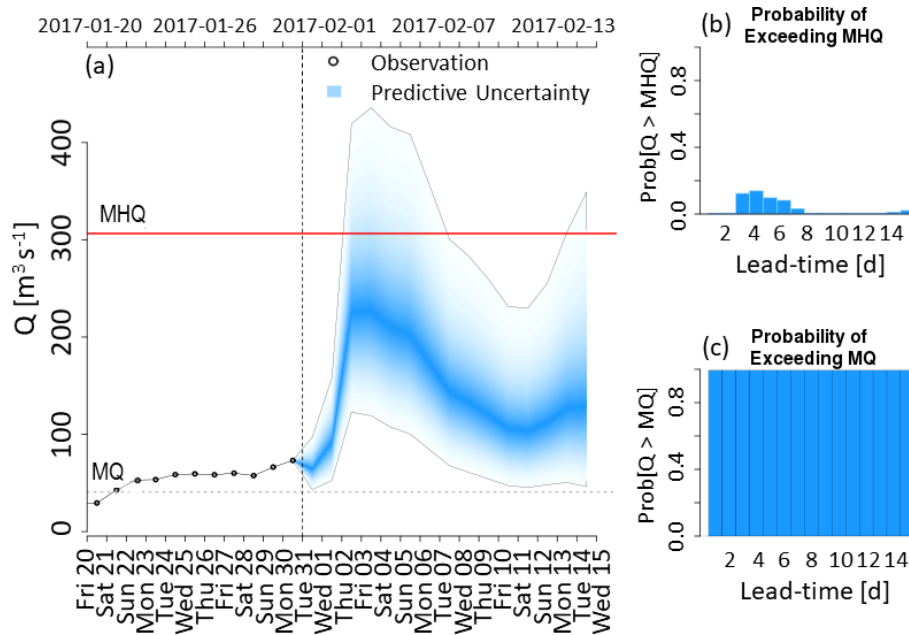 2017-01-20 2017-01-26 2017-02-01 2017-02-07 2017-02-13
(a)
Observation
Predictive Uncertainty
Q [m³ s⁻¹]
400
300
200
100
0
MHQ
MQ
Fri 20
Sat 21
Sun 22
Mon 23
Tue 24
Wed 25
Thu 26
Fri 27
Sat 28
Sun 29
Mon 30
Tue 31
Wed 01
Thu 02
Fri 03
Sat 04
Sun 05
Mon 06
Tue 07
Wed 08
Thu 09
Fri 10
Sat 11
Sun 12
Mon 13
Tue 14
Wed 15
(b) Probability of
Exceeding MHQ
Prob[Q > MHQ]
0.8
0.4
0.0
2 4 6 8 10 12 14
Lead-time [d]
(c) Probability of
Exceeding MQ
Prob[Q > MQ]
0.8
0.4
0.0
2 4 6 8 10 12 14
Lead-time [d]